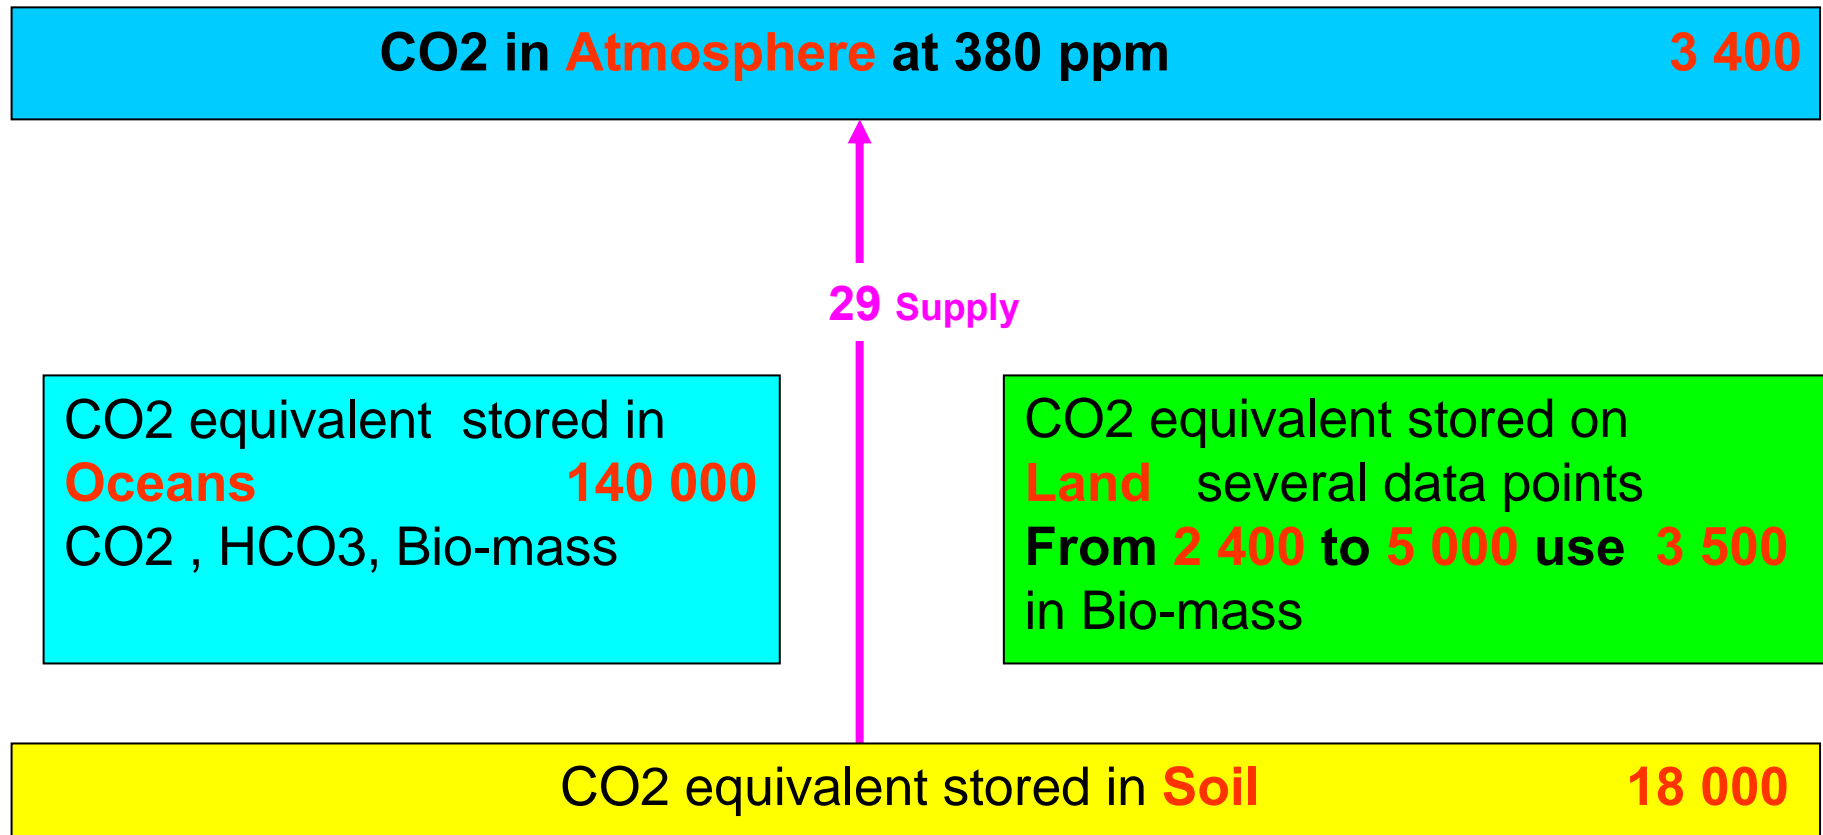 CO2 in Atmosphere at 380 ppm 3 400
29 Supply
CO2 equivalent stored in
Oceans 140 000
CO2 , HCO3, Bio-mass
CO2 equivalent stored on
Land several data points
From 2 400 to 5 000 use 3 500
in Bio-mass
CO2 equivalent stored in Soil 18 000